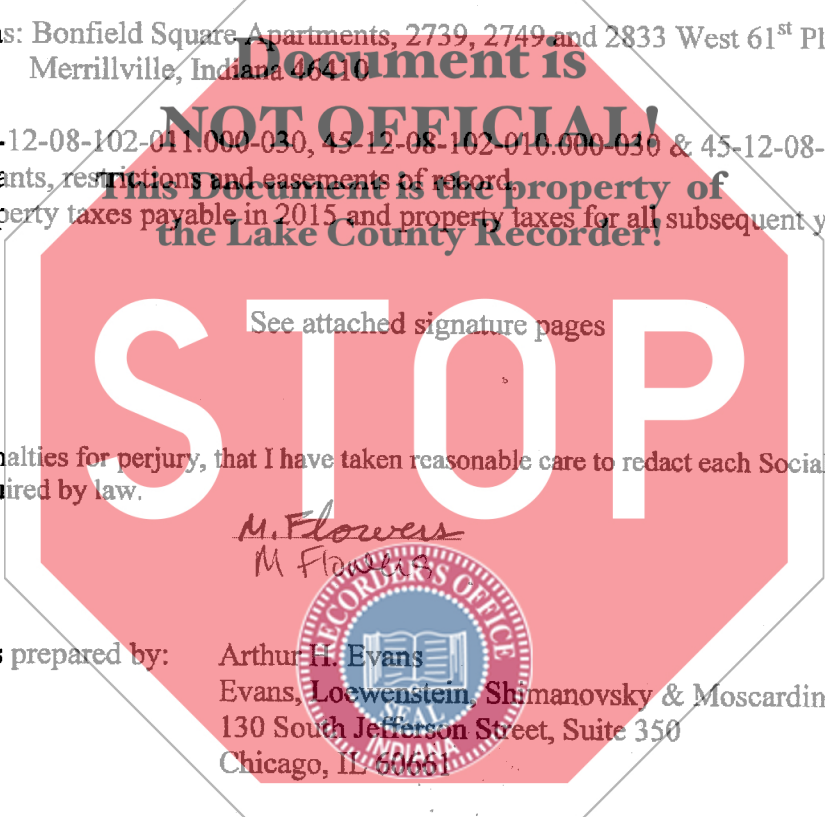 s: Bonfield Square Apartments, 2739, 2749 and 2833 West 61st Pl
Merrillville, Indiana 46410
Document is
NOT OFFICIAL!
-12-08-102-011.000-030, 45-12-08-102-010.000-030 & 45-12-08-
ants, restrictions and easements of record.
This Document is the property of
perty taxes payable in 2015 and property taxes for all subsequent y
the Lake County Recorder!
STOP
See attached signature pages
alties for perjury, that I have taken reasonable care to redact each Social
ired by law.
M. Flowers
M Flowers
RECORDER'S OFFICE
SEAL
INDIANA
s prepared by: Arthur H. Evans
Evans, Loewenstein, Shimanovsky & Moscardin
130 South Jefferson Street, Suite 350
Chicago, IL 60661